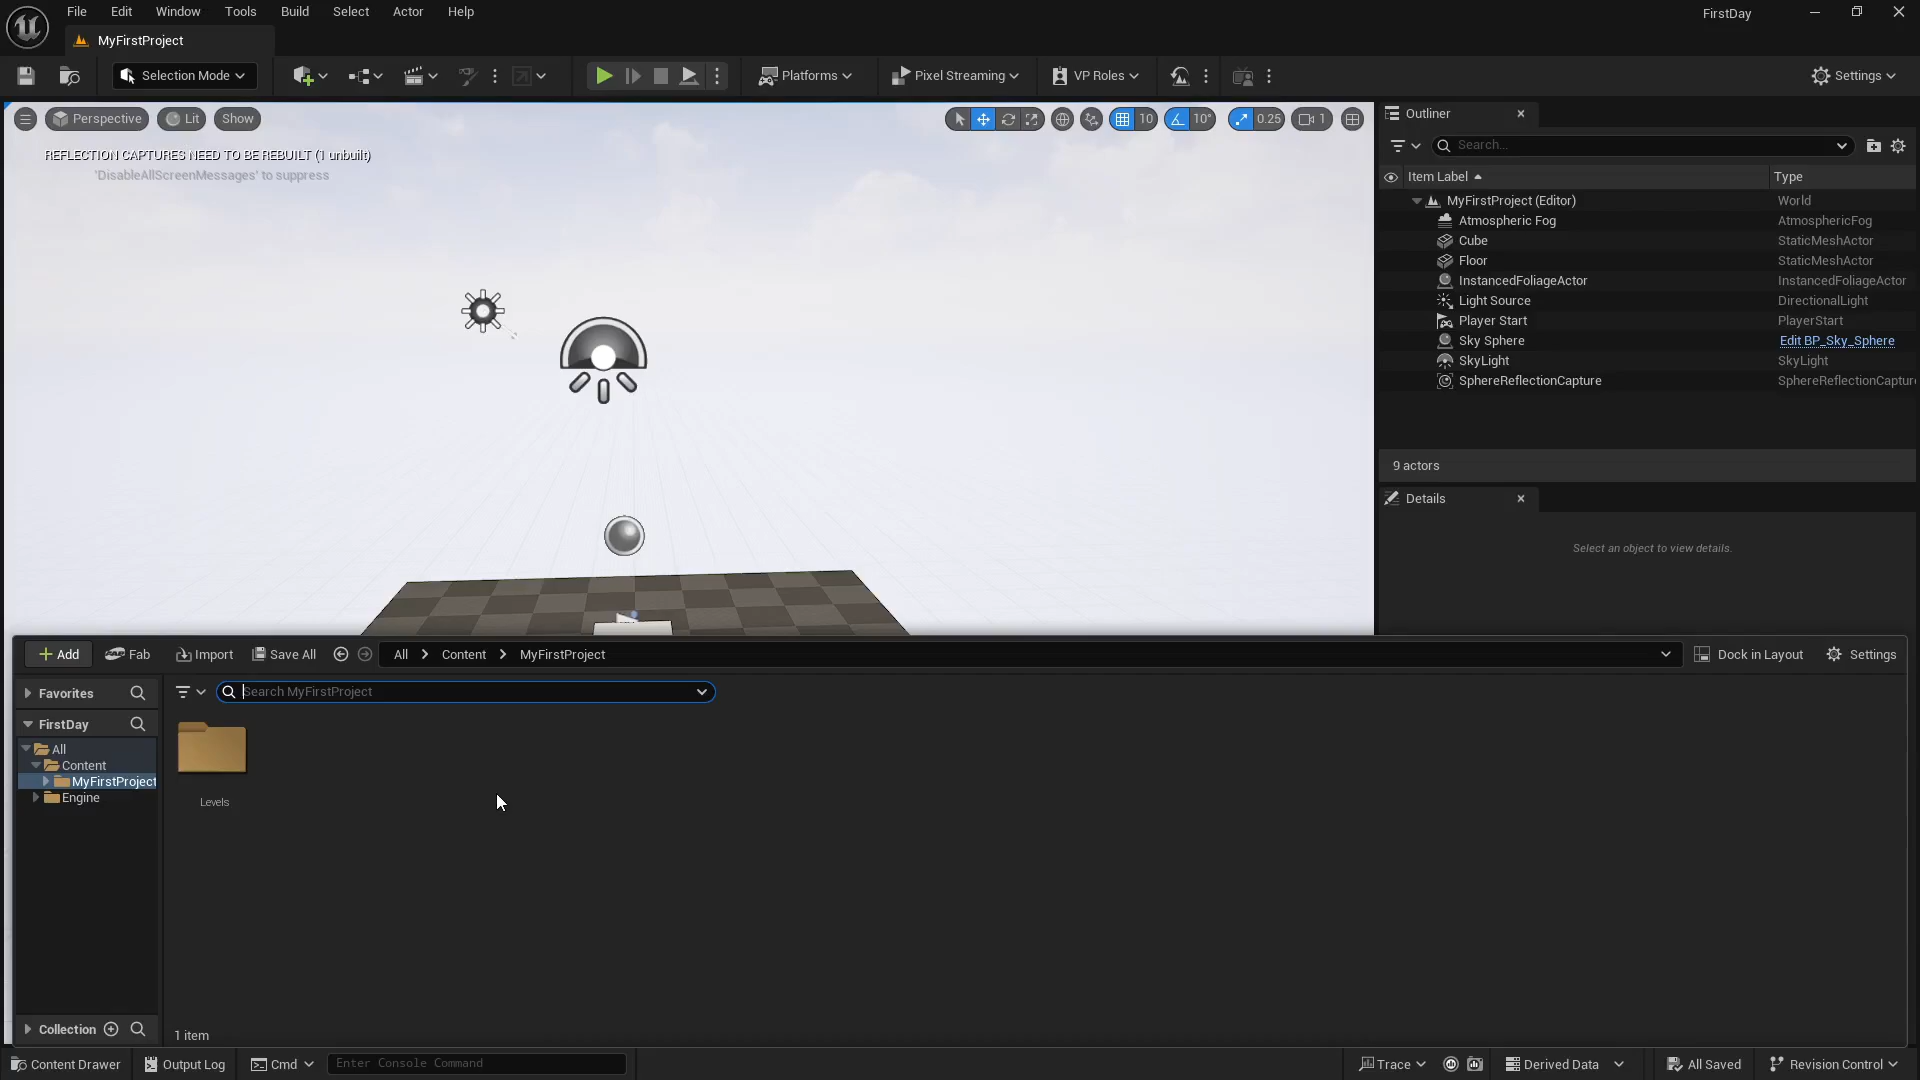 File Edit Window Tools Build Select Actor Help
FirstDay
MyFirstProject
Selection Mode
Platforms
Pixel Streaming
VP Roles
Settings
Perspective Lit Show
10 10° 0.25 1
REFLECTION CAPTURES NEED TO BE REBUILT (1 unbuilt)
'DisableAllScreenMessages' to suppress
Outliner
Search...
Item Label Type
MyFirstProject (Editor) World
Atmospheric Fog AtmosphericFog
Cube StaticMeshActor
Floor StaticMeshActor
InstancedFoliageActor InstancedFoliageActor
Light Source DirectionalLight
Player Start PlayerStart
Sky Sphere Edit BP_Sky_Sphere
SkyLight SkyLight
SphereReflectionCapture SphereReflectionCapture
9 actors
Details
Select an object to view details.
Add Fab Import Save All All Content MyFirstProject Dock in Layout Settings
Favorites
Search MyFirstProject
FirstDay
All
Content
MyFirstProject
Engine
Levels
Collection
1 item
Content Drawer Output Log Cmd Enter Console Command Trace Derived Data All Saved Revision Control